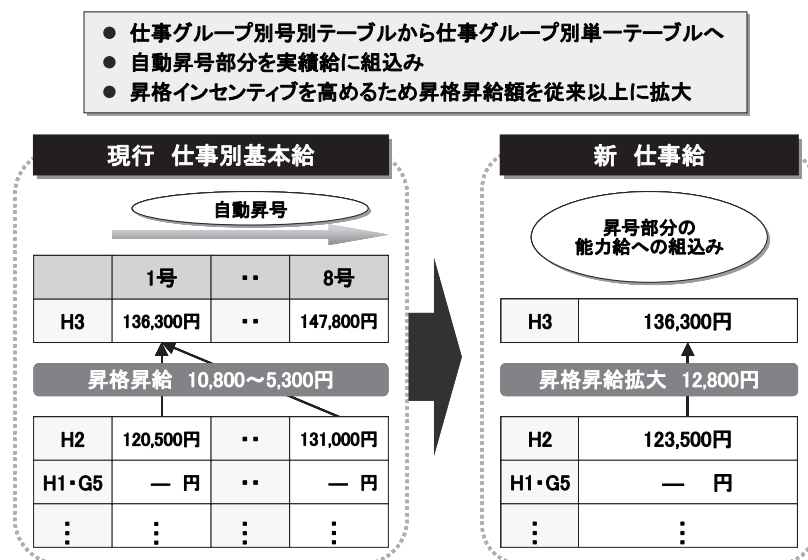 ● 仕事グループ別号別テーブルから仕事グループ別単一テーブルへ
● 自動昇号部分を実績給に組込み
● 昇格インセンティブを高めるため昇格昇給額を従来以上に拡大
現行 仕事別基本給
自動昇号
1号 ‥ 8号
H3 136,300円 ‥ 147,800円
昇格昇給 10,800～5,300円
H2 120,500円 ‥ 131,000円
H1・G5 ― 円 ‥ ― 円
⋮ ⋮ ⋮ ⋮
新 仕事給
昇号部分の
能力給への組込み
H3 136,300円
昇格昇給拡大 12,800円
H2 123,500円
H1・G5 ― 円
⋮ ⋮